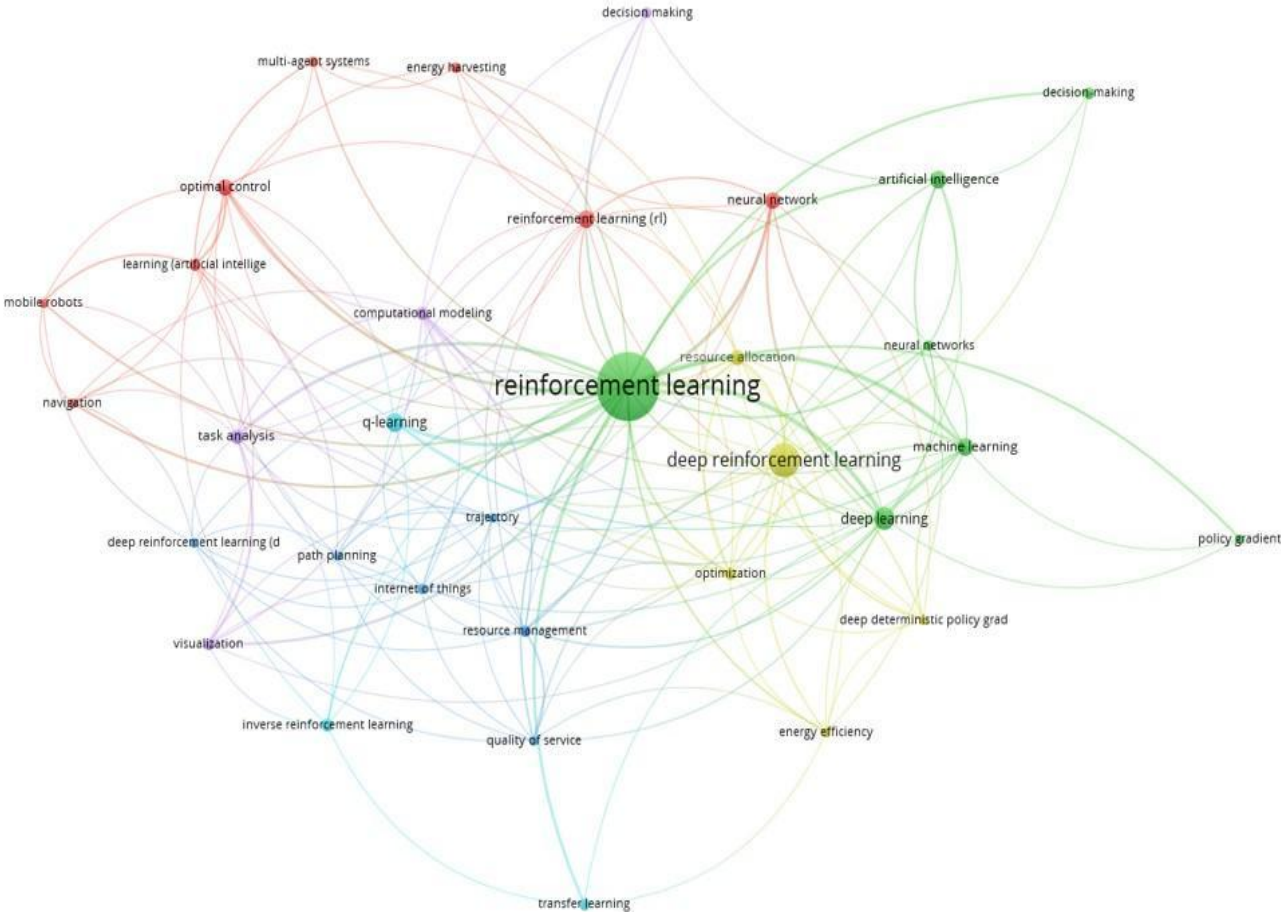 decision making
multi-agent systems
energy harvesting
decision-making
optimal control
artificial intelligence
neural network
reinforcement learning (rl)
learning (artificial intellige
mobile robots
computational modeling
neural networks
resource allocation
reinforcement learning
navigation
q-learning
task analysis
machine learning
deep reinforcement learning
trajectory
deep learning
policy gradient
deep reinforcement learning (d
path planning
optimization
internet of things
deep deterministic policy grad
resource management
visualization
inverse reinforcement learning
energy efficiency
quality of service
transfer learning